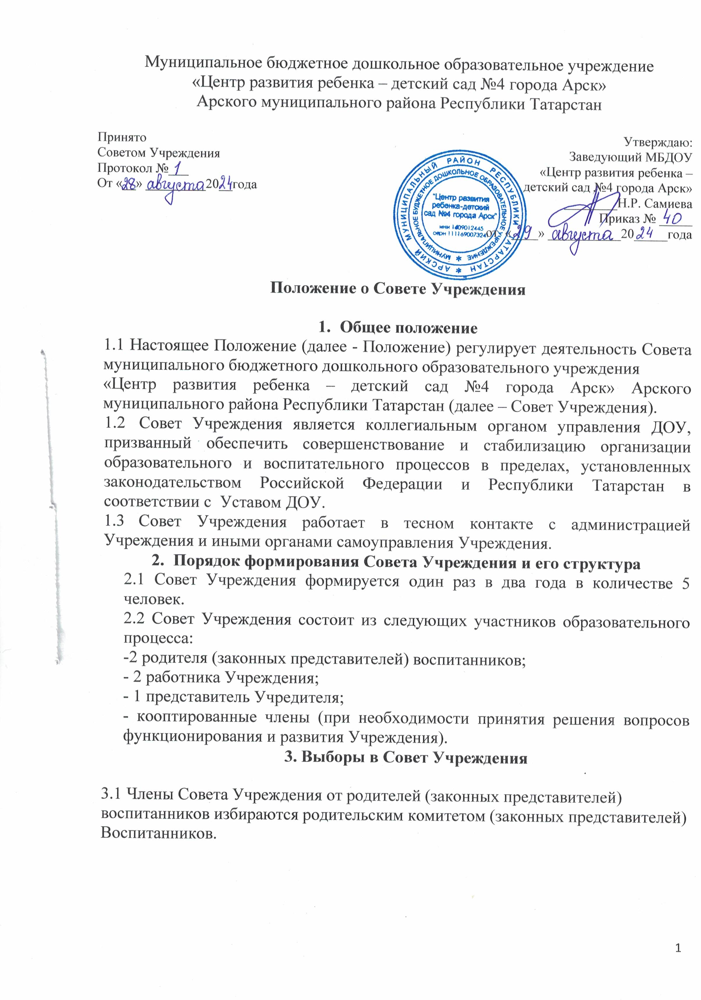 Муниципальное бюджетное дошкольное образовательное учреждение
«Центр развития ребенка – детский сад №4 города Арск»
Арского муниципального района Республики Татарстан
Принято
Советом Учреждения
Протокол № 1
От «28» августа 2024 года
Утверждаю:
Заведующий МБДОУ
«Центр развития ребенка –
детский сад №4 города Арск»
Н.Р. Самиева
Приказ № 40
от «29» августа 2024 года
АРСКИЙ МУНИЦИПАЛЬНЫЙ РАЙОН РЕСПУБЛИКИ ТАТАРСТАН
МУНИЦИПАЛЬНОЕ БЮДЖЕТНОЕ ДОШКОЛЬНОЕ ОБРАЗОВАТЕЛЬНОЕ УЧРЕЖДЕНИЕ
"Центр развития
ребенка-детский
сад №4 города Арск"
ИНН 1609012445
ОГРН 1111690073240
Положение о Совете Учреждения
1. Общее положение
1.1 Настоящее Положение (далее - Положение) регулирует деятельность Совета
муниципального бюджетного дошкольного образовательного учреждения
«Центр развития ребенка – детский сад №4 города Арск» Арского
муниципального района Республики Татарстан (далее – Совет Учреждения).
1.2 Совет Учреждения является коллегиальным органом управления ДОУ,
призванный обеспечить совершенствование и стабилизацию организации
образовательного и воспитательного процессов в пределах, установленных
законодательством Российской Федерации и Республики Татарстан в
соответствии с Уставом ДОУ.
1.3 Совет Учреждения работает в тесном контакте с администрацией
Учреждения и иными органами самоуправления Учреждения.
2. Порядок формирования Совета Учреждения и его структура
2.1 Совет Учреждения формируется один раз в два года в количестве 5
человек.
2.2 Совет Учреждения состоит из следующих участников образовательного
процесса:
-2 родителя (законных представителей) воспитанников;
- 2 работника Учреждения;
- 1 представитель Учредителя;
- кооптированные члены (при необходимости принятия решения вопросов
функционирования и развития Учреждения).
3. Выборы в Совет Учреждения
3.1 Члены Совета Учреждения от родителей (законных представителей)
воспитанников избираются родительским комитетом (законных представителей)
Воспитанников.
1